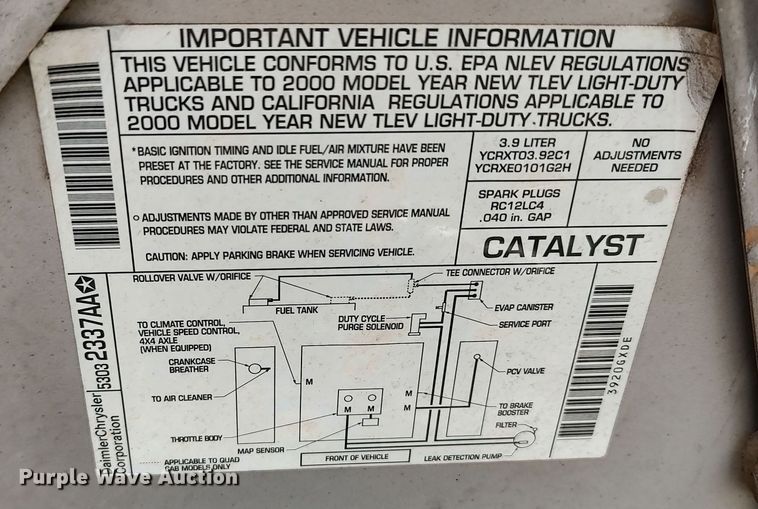 IMPORTANT VEHICLE INFORMATION
THIS VEHICLE CONFORMS TO U.S. EPA NLEV REGULATIONS
APPLICABLE TO 2000 MODEL YEAR NEW TLEV LIGHT-DUTY
TRUCKS AND CALIFORNIA REGULATIONS APPLICABLE TO
2000 MODEL YEAR NEW TLEV LIGHT-DUTY TRUCKS.
*BASIC IGNITION TIMING AND IDLE FUEL/AIR MIXTURE HAVE BEEN
PRESET AT THE FACTORY. SEE THE SERVICE MANUAL FOR PROPER
PROCEDURES AND OTHER ADDITIONAL INFORMATION.
ADJUSTMENTS MADE BY OTHER THAN APPROVED SERVICE MANUAL
PROCEDURES MAY VIOLATE FEDERAL AND STATE LAWS.
CAUTION: APPLY PARKING BRAKE WHEN SERVICING VEHICLE.
3.9 LITER
YCRXT03.92C1
YCRXE0101G2H
NO
ADJUSTMENTS
NEEDED
SPARK PLUGS
RC12LC4
.040 in. GAP
CATALYST
ROLLOVER VALVE W/ORIFICE
TEE CONNECTOR W/ORIFICE
FUEL TANK
EVAP CANISTER
DUTY CYCLE
PURGE SOLENOID
SERVICE PORT
TO CLIMATE CONTROL,
VEHICLE SPEED CONTROL,
4X4 AXLE
(WHEN EQUIPPED)
CRANKCASE
BREATHER
PCV VALVE
M
M
M
M
M
TO AIR CLEANER
TO BRAKE
BOOSTER
THROTTLE BODY
MAP SENSOR
FILTER
APPLICABLE TO QUAD
CAB MODELS ONLY
FRONT OF VEHICLE
LEAK DETECTION PUMP
DaimlerChrysler
Corporation
5303 2337AA
3920GXDE
Purple Wave Auction